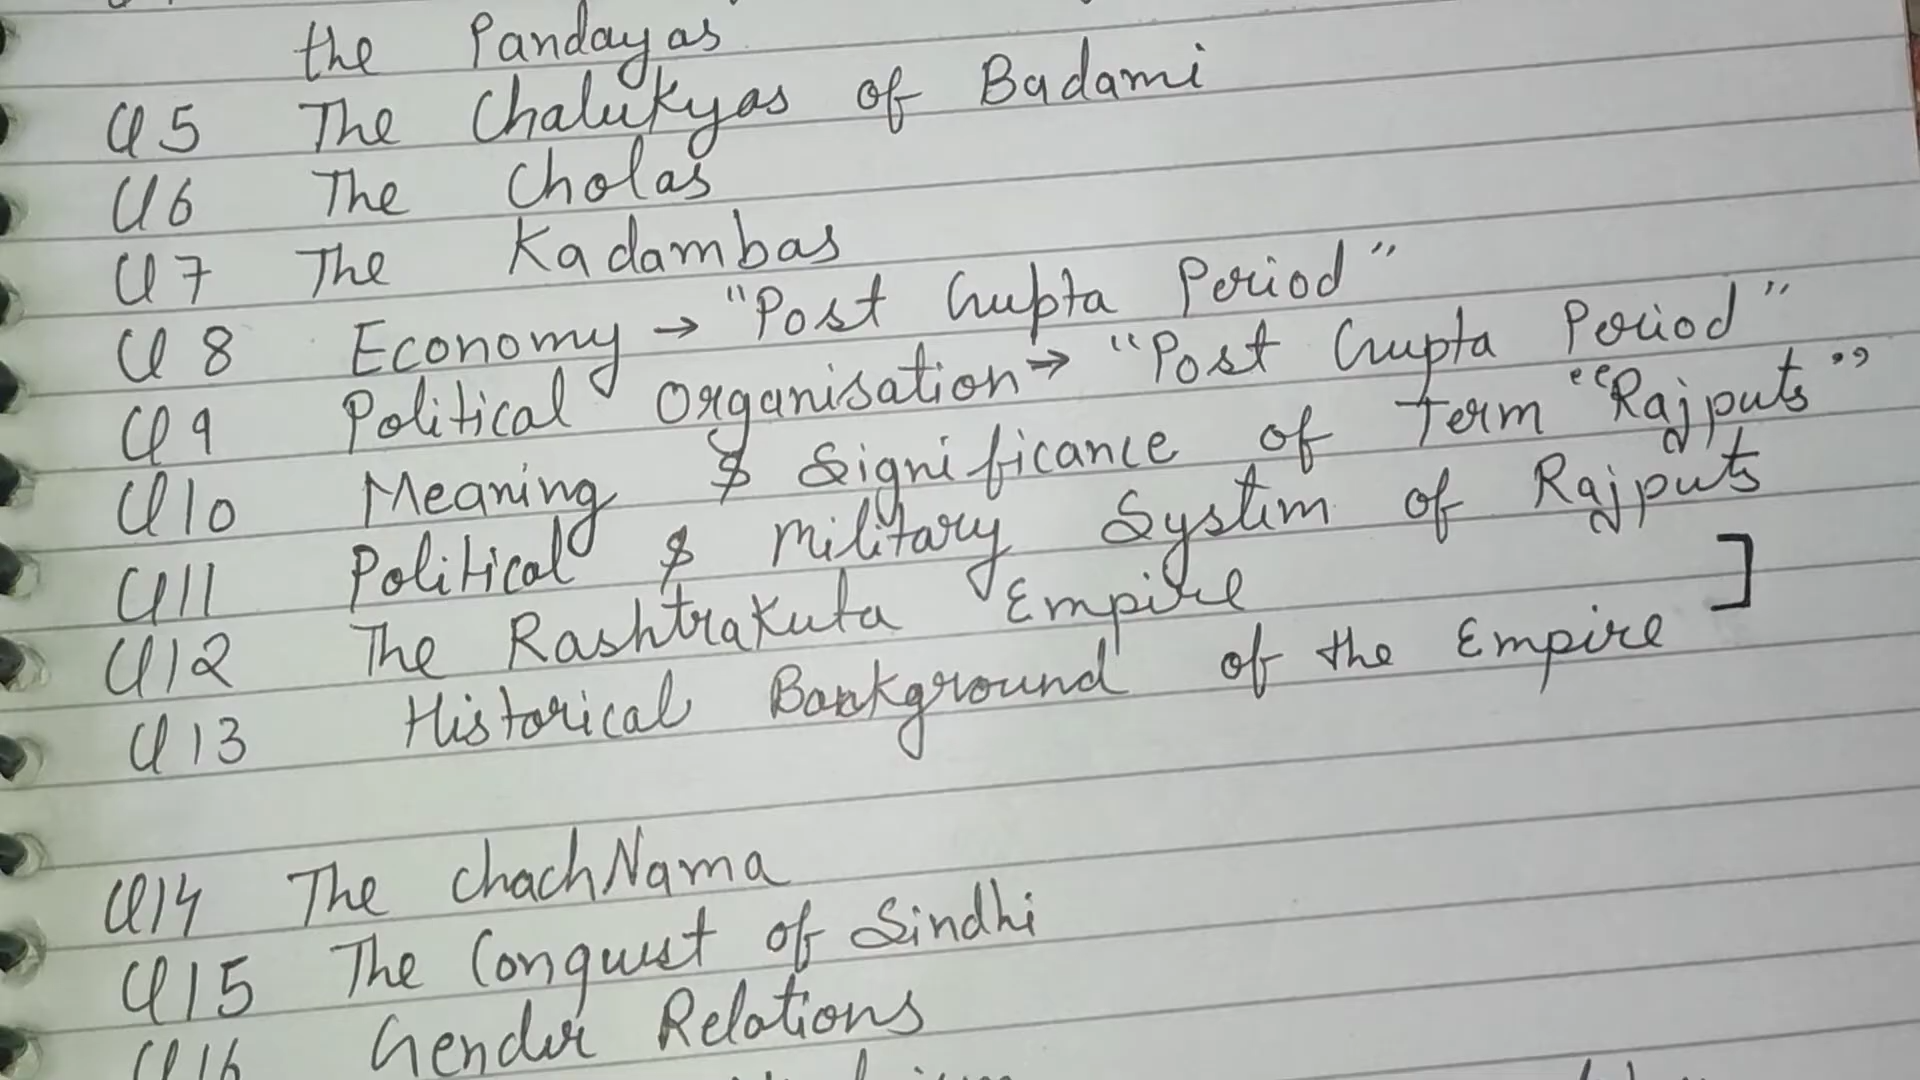 the Pandayas
U5 The Chalukyas of Badami
U6 The Cholas
U7 The Kadambas
U8 Economy → "Post Gupta Period"
U9 Political Organisation → "Post Gupta Period"
U10 Meaning & Significance of Term "Rajputs"
U11 Political & Military System of Rajputs
U12 The Rashtrakuta Empire ]
U13 Historical Background of the Empire
U14 The ChachNama
U15 The Conquest of Sindhi
U16 Gender Relations